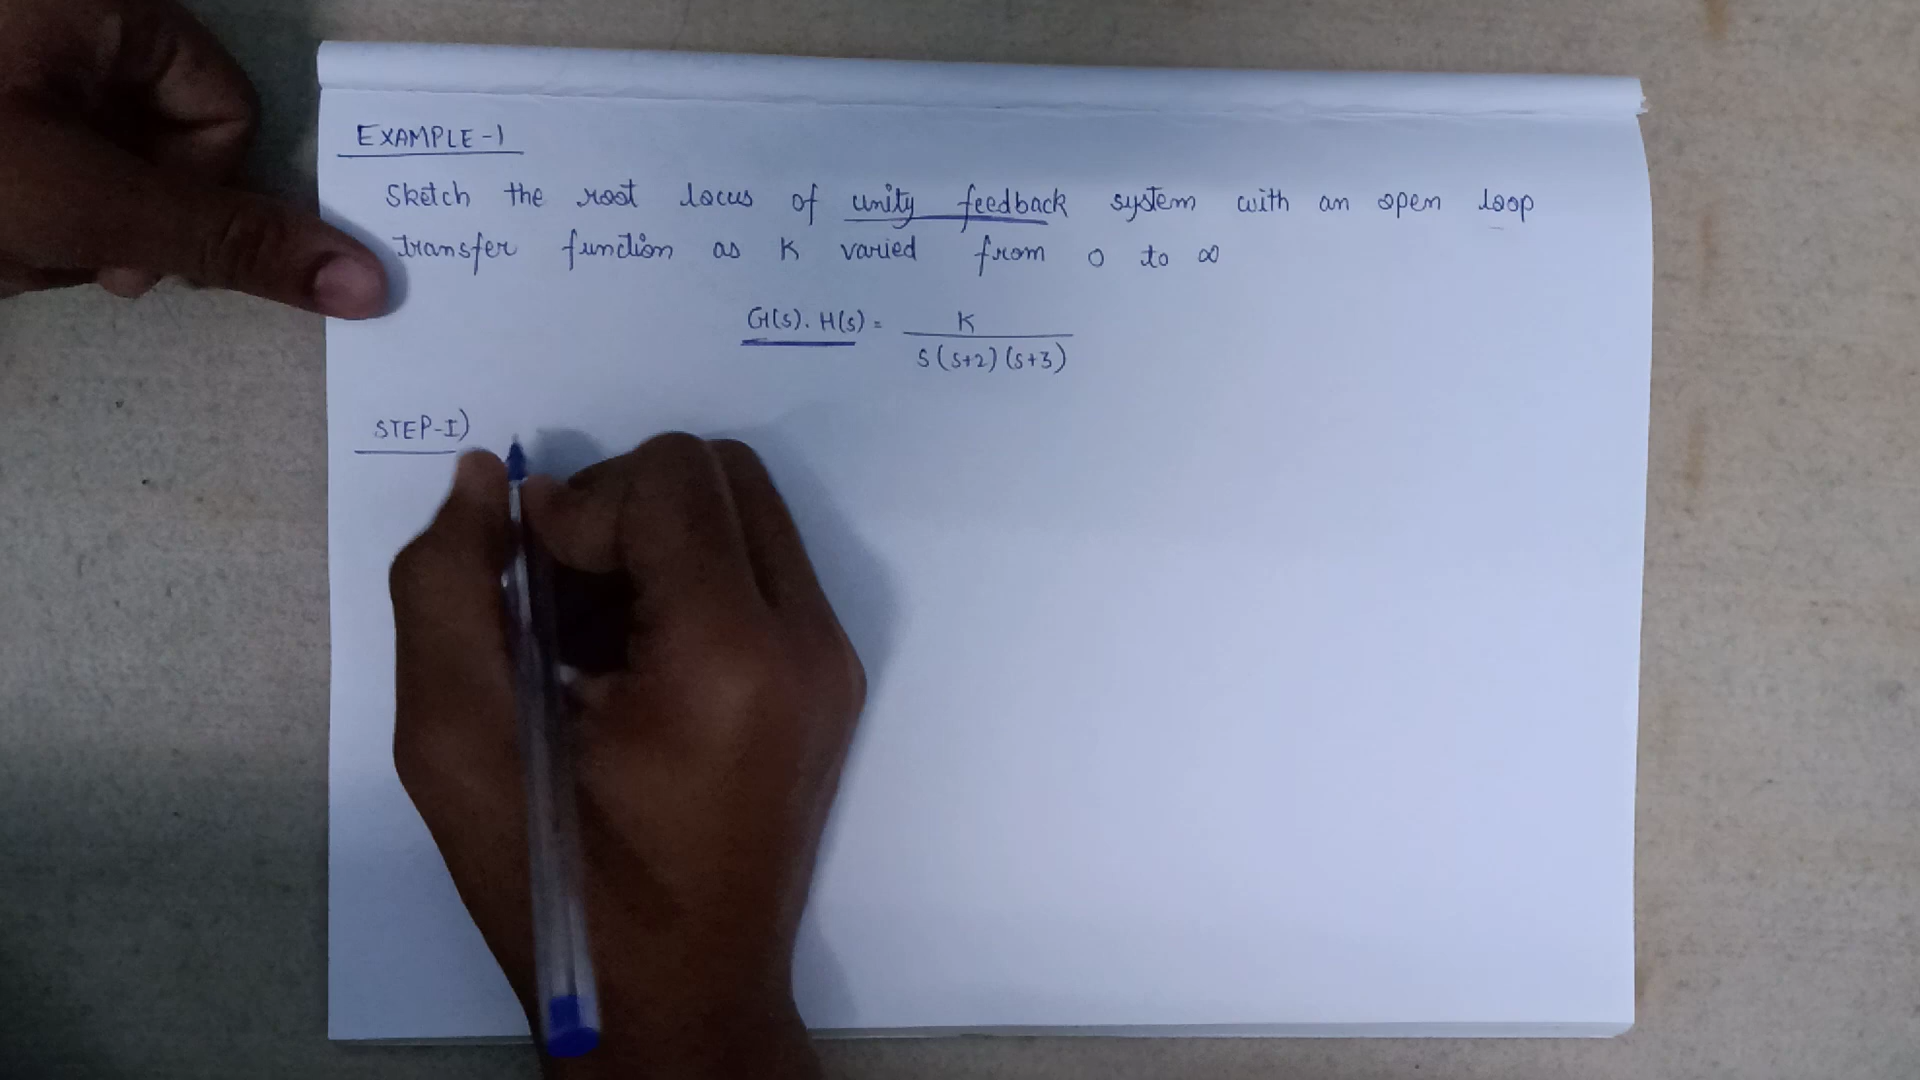 EXAMPLE-1
Sketch the root locus of unity feedback system with an open loop
transfer function as K varied from 0 to ∞
G(s). H(s) = K
s(s+2)(s+3)
STEP-I)